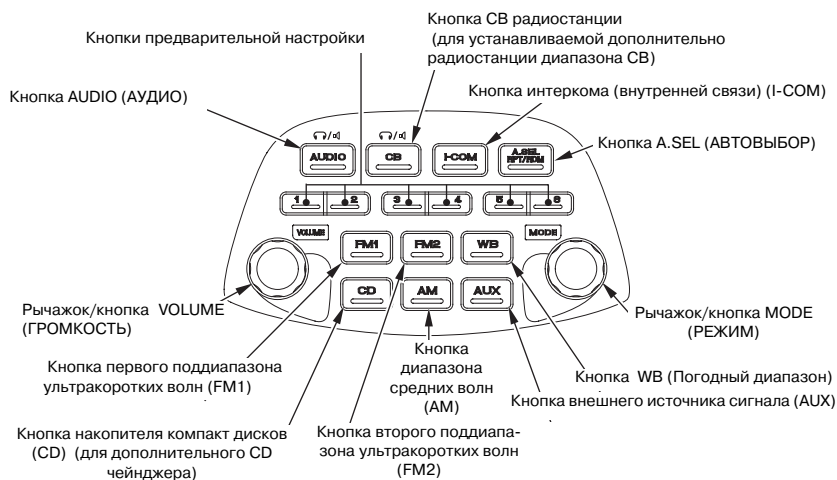 Кнопка СВ радиостанции
(для устанавливаемой дополнительно
радиостанции диапазона СВ)
Кнопки предварительной настройки
Кнопка интеркома (внутренней связи) (I-COM)
Кнопка AUDIO (АУДИО)
Кнопка A.SEL (АВТОВЫБОР)
AUDIO
CB
I-COM
A.SEL
RPT/RDM
1
2
3
4
5
6
VOLUME
MODE
FM1
FM2
WB
CD
AM
AUX
Рычажок/кнопка VOLUME
(ГРОМКОСТЬ)
Рычажок/кнопка MODE
(РЕЖИМ)
Кнопка первого поддиапазона
ультракоротких волн (FM1)
Кнопка
диапазона
средних волн
(AM)
Кнопка WB (Погодный диапазон)
Кнопка внешнего источника сигнала (AUX)
Кнопка накопителя компакт дисков
(CD) (для дополнительного CD
чейнджера)
Кнопка второго поддиапа-
зона ультракоротких волн
(FM2)